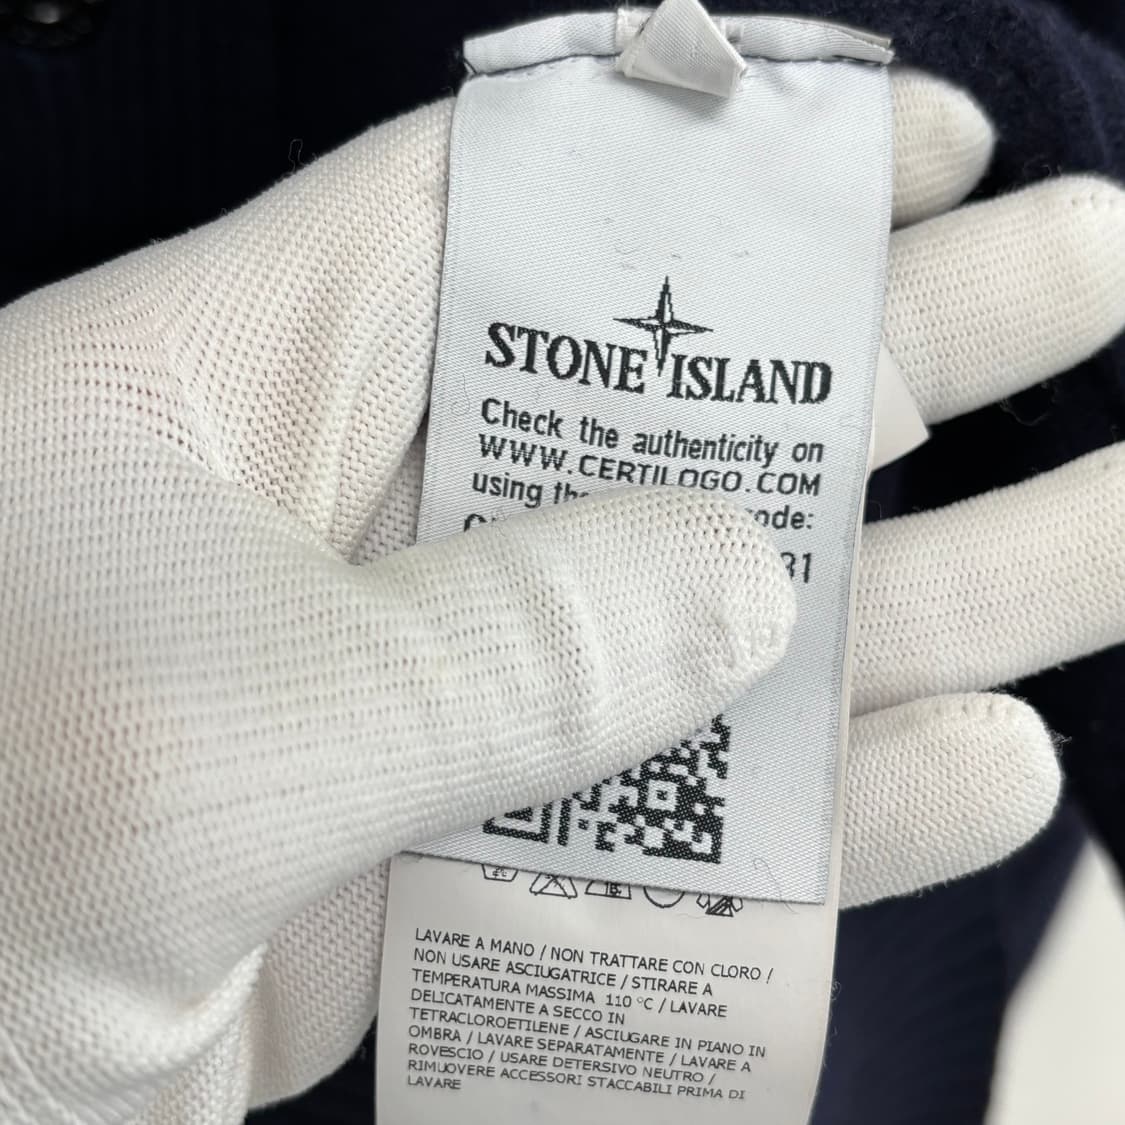 STONE ISLAND
Check the authenticity on
WWW.CERTILOGO.COM
using
LAVARE A MANO / NON TRATTARE CON CLORO /
NON USARE ASCIUGATRICE / STIRARE A
TEMPERATURA MASSIMA 110 °C / LAVARE
DELICATAMENTE A SECCO IN
TETRACLOROETILENE / ASCIUGARE IN PIANO IN
OMBRA / LAVARE SEPARATAMENTE / LAVARE A
ROVESCIO / USARE DETERSIVO NEUTRO /
RIMUOVERE ACCESSORI STACCABILI PRIMA DI
LAVARE